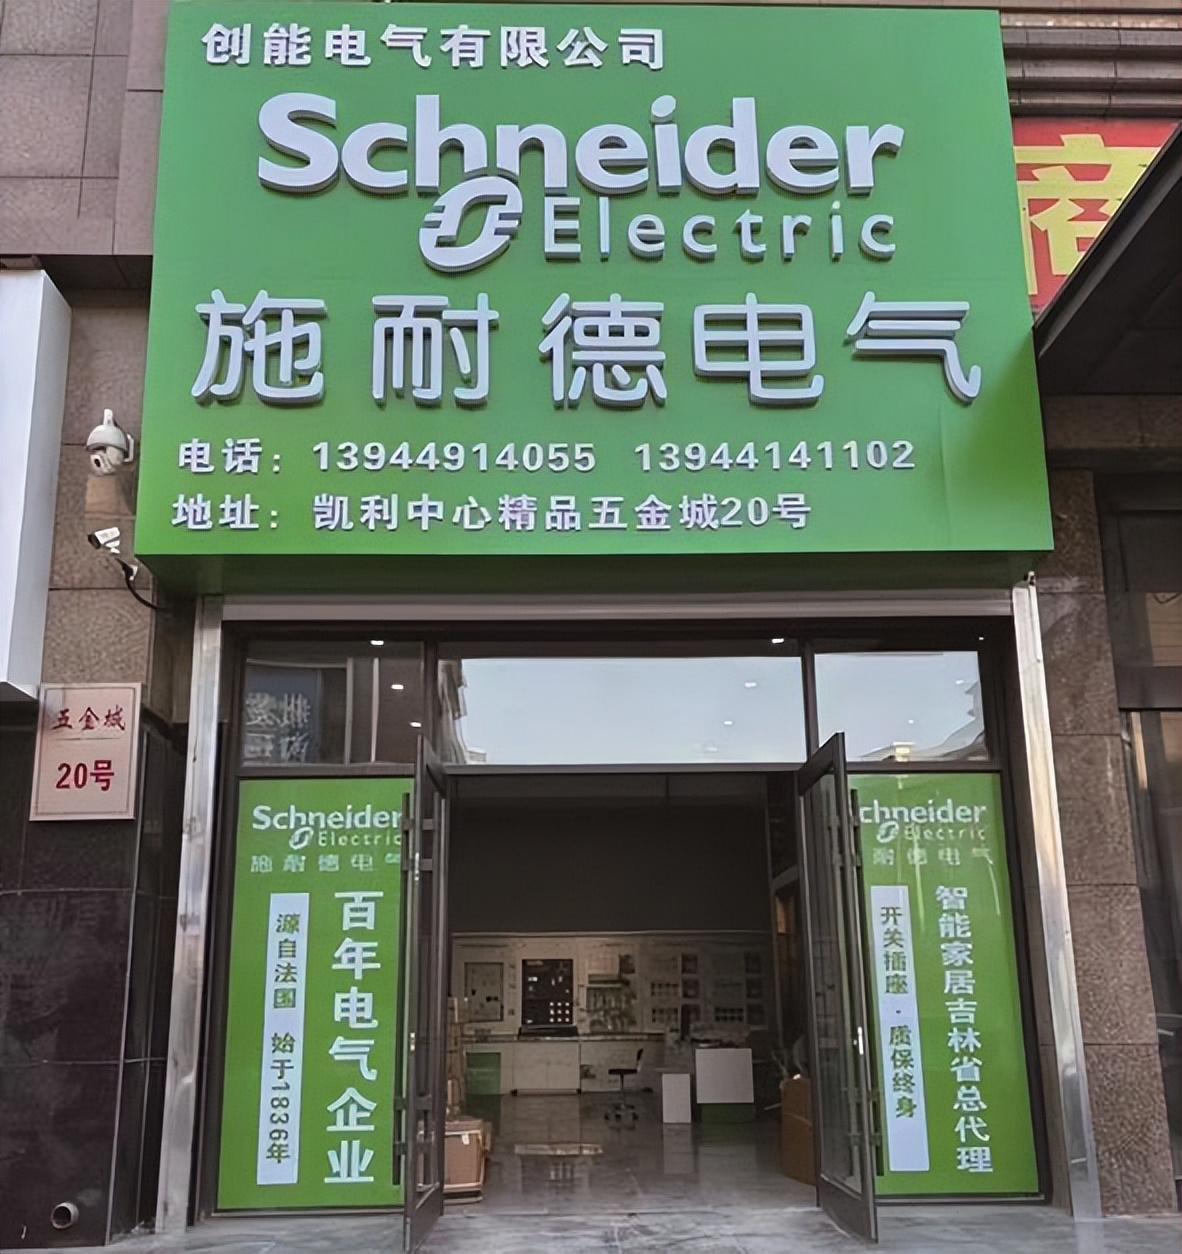 创能电气有限公司
Schneider
Electric
施耐德电气
电话：13944914055 13944141102
地址：凯利中心精品五金城20号
商
五金城
20号
Schneider
Electric
施耐德电气
百年电气企业
源自法国 始于1836年
chneider
Electric
耐德电气
智能家居吉林省总代理
开关插座·质保终身